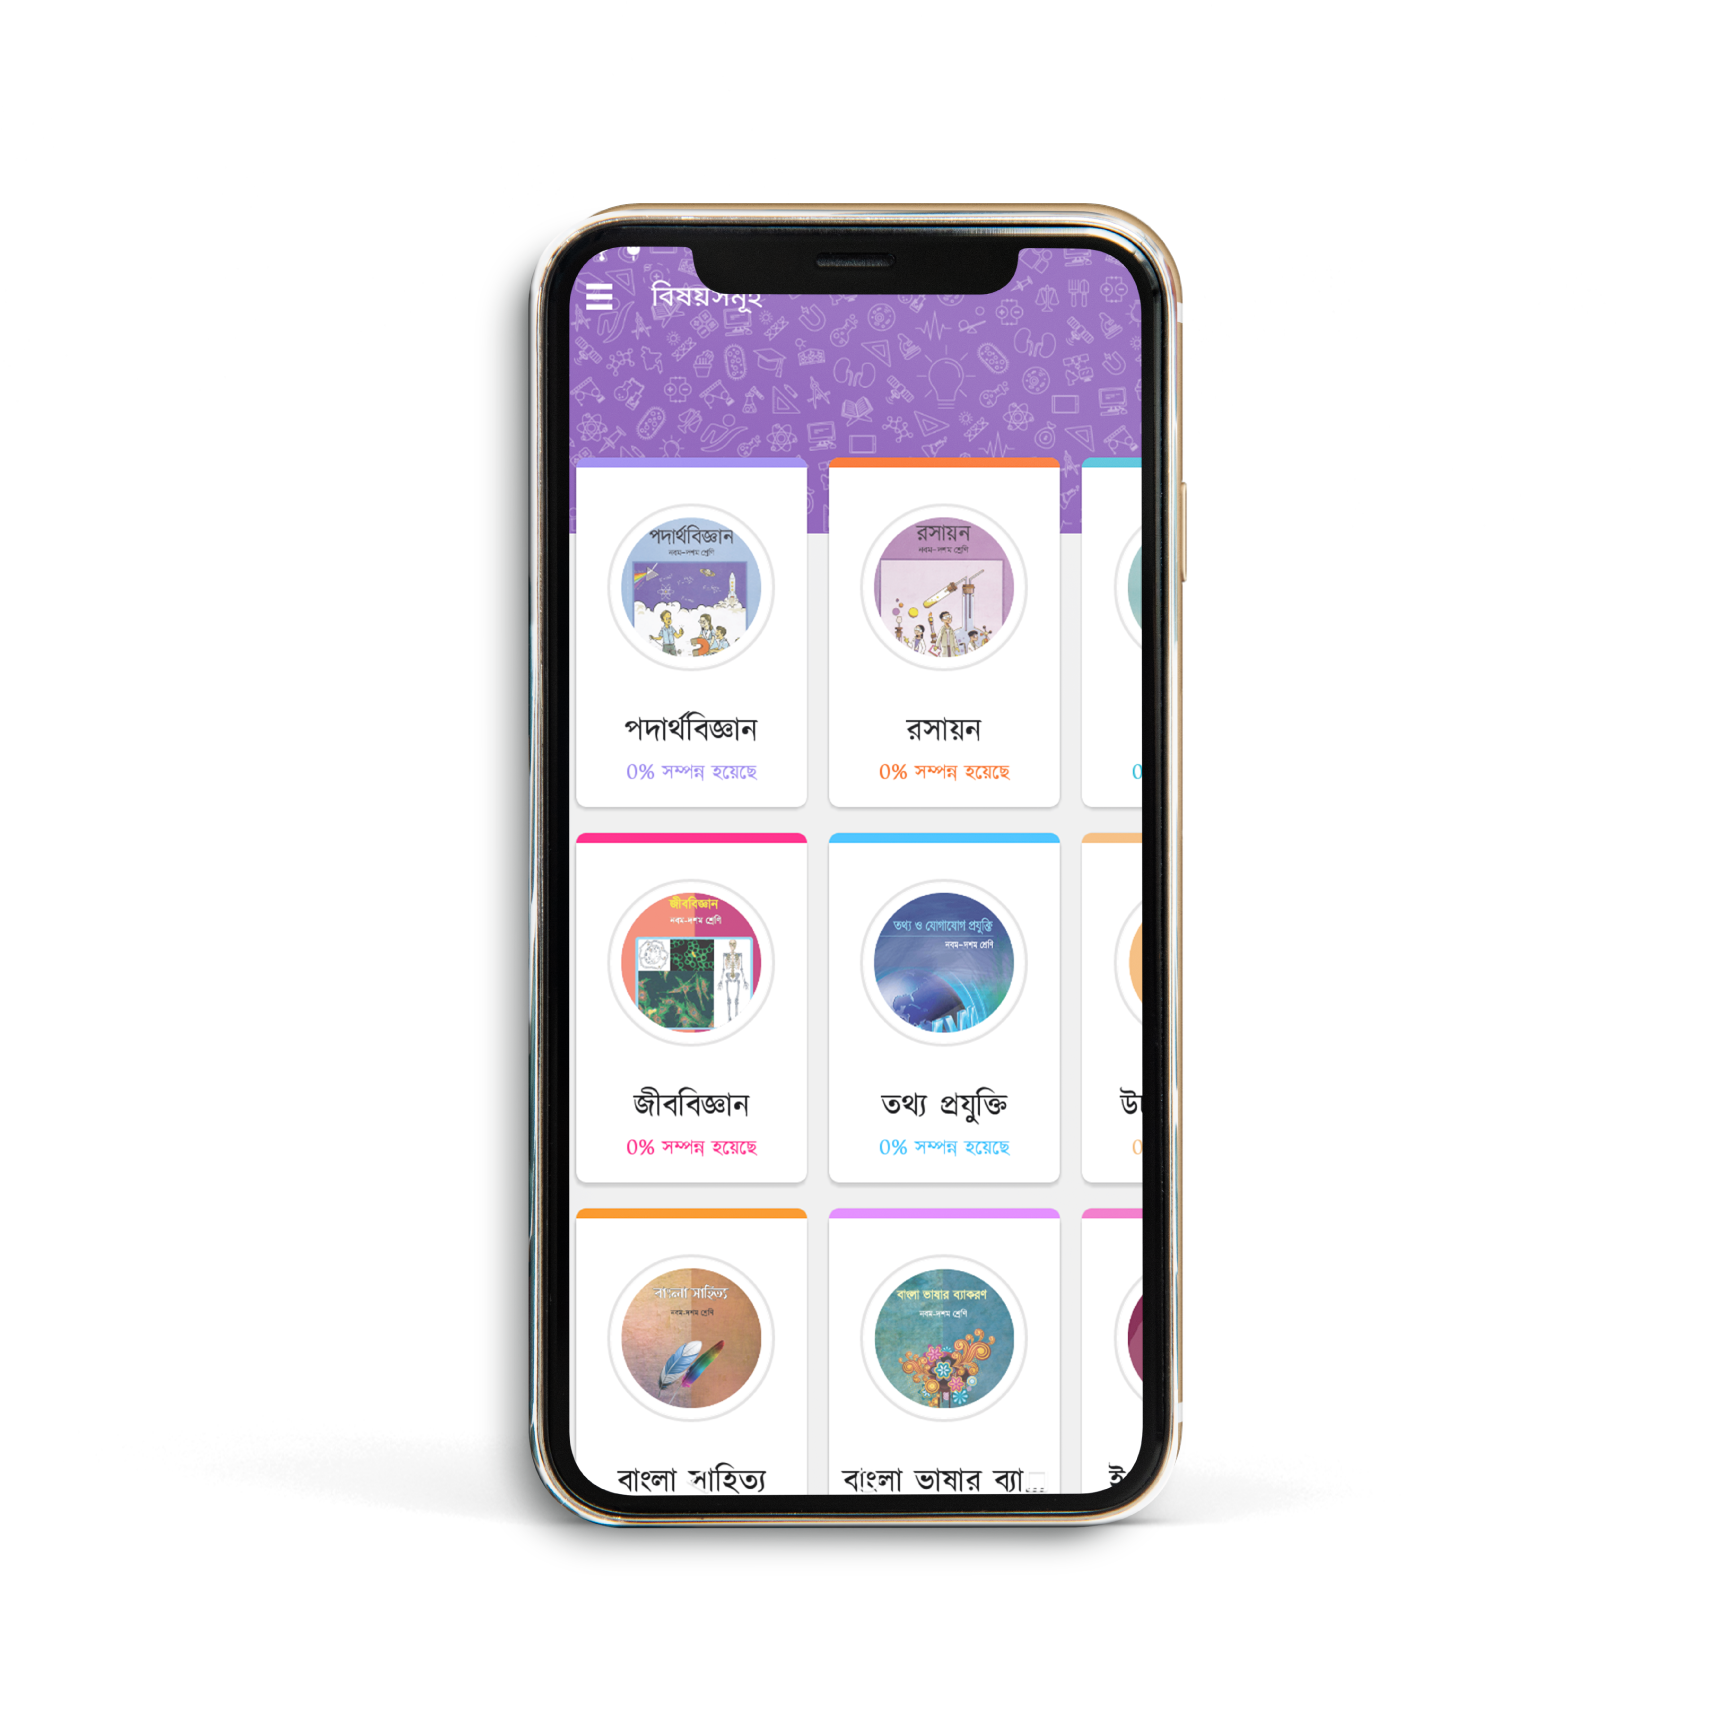 বিষয়সমূহ
পদার্থবিজ্ঞান
নবম-দশম শ্রেণি
পদার্থবিজ্ঞান
0% সম্পন্ন হয়েছে
রসায়ন
নবম-দশম শ্রেণি
রসায়ন
0% সম্পন্ন হয়েছে
0
জীববিজ্ঞান
নবম-দশম শ্রেণি
জীববিজ্ঞান
0% সম্পন্ন হয়েছে
তথ্য ও যোগাযোগ প্রযুক্তি
নবম-দশম শ্রেণি
তথ্য প্রযুক্তি
0% সম্পন্ন হয়েছে
0
বাংলা সাহিত্য
নবম-দশম শ্রেণি
বাংলা সাহিত্য
বাংলা ভাষার ব্যাকরণ
নবম-দশম শ্রেণি
বাংলা ভাষার ব্যা...